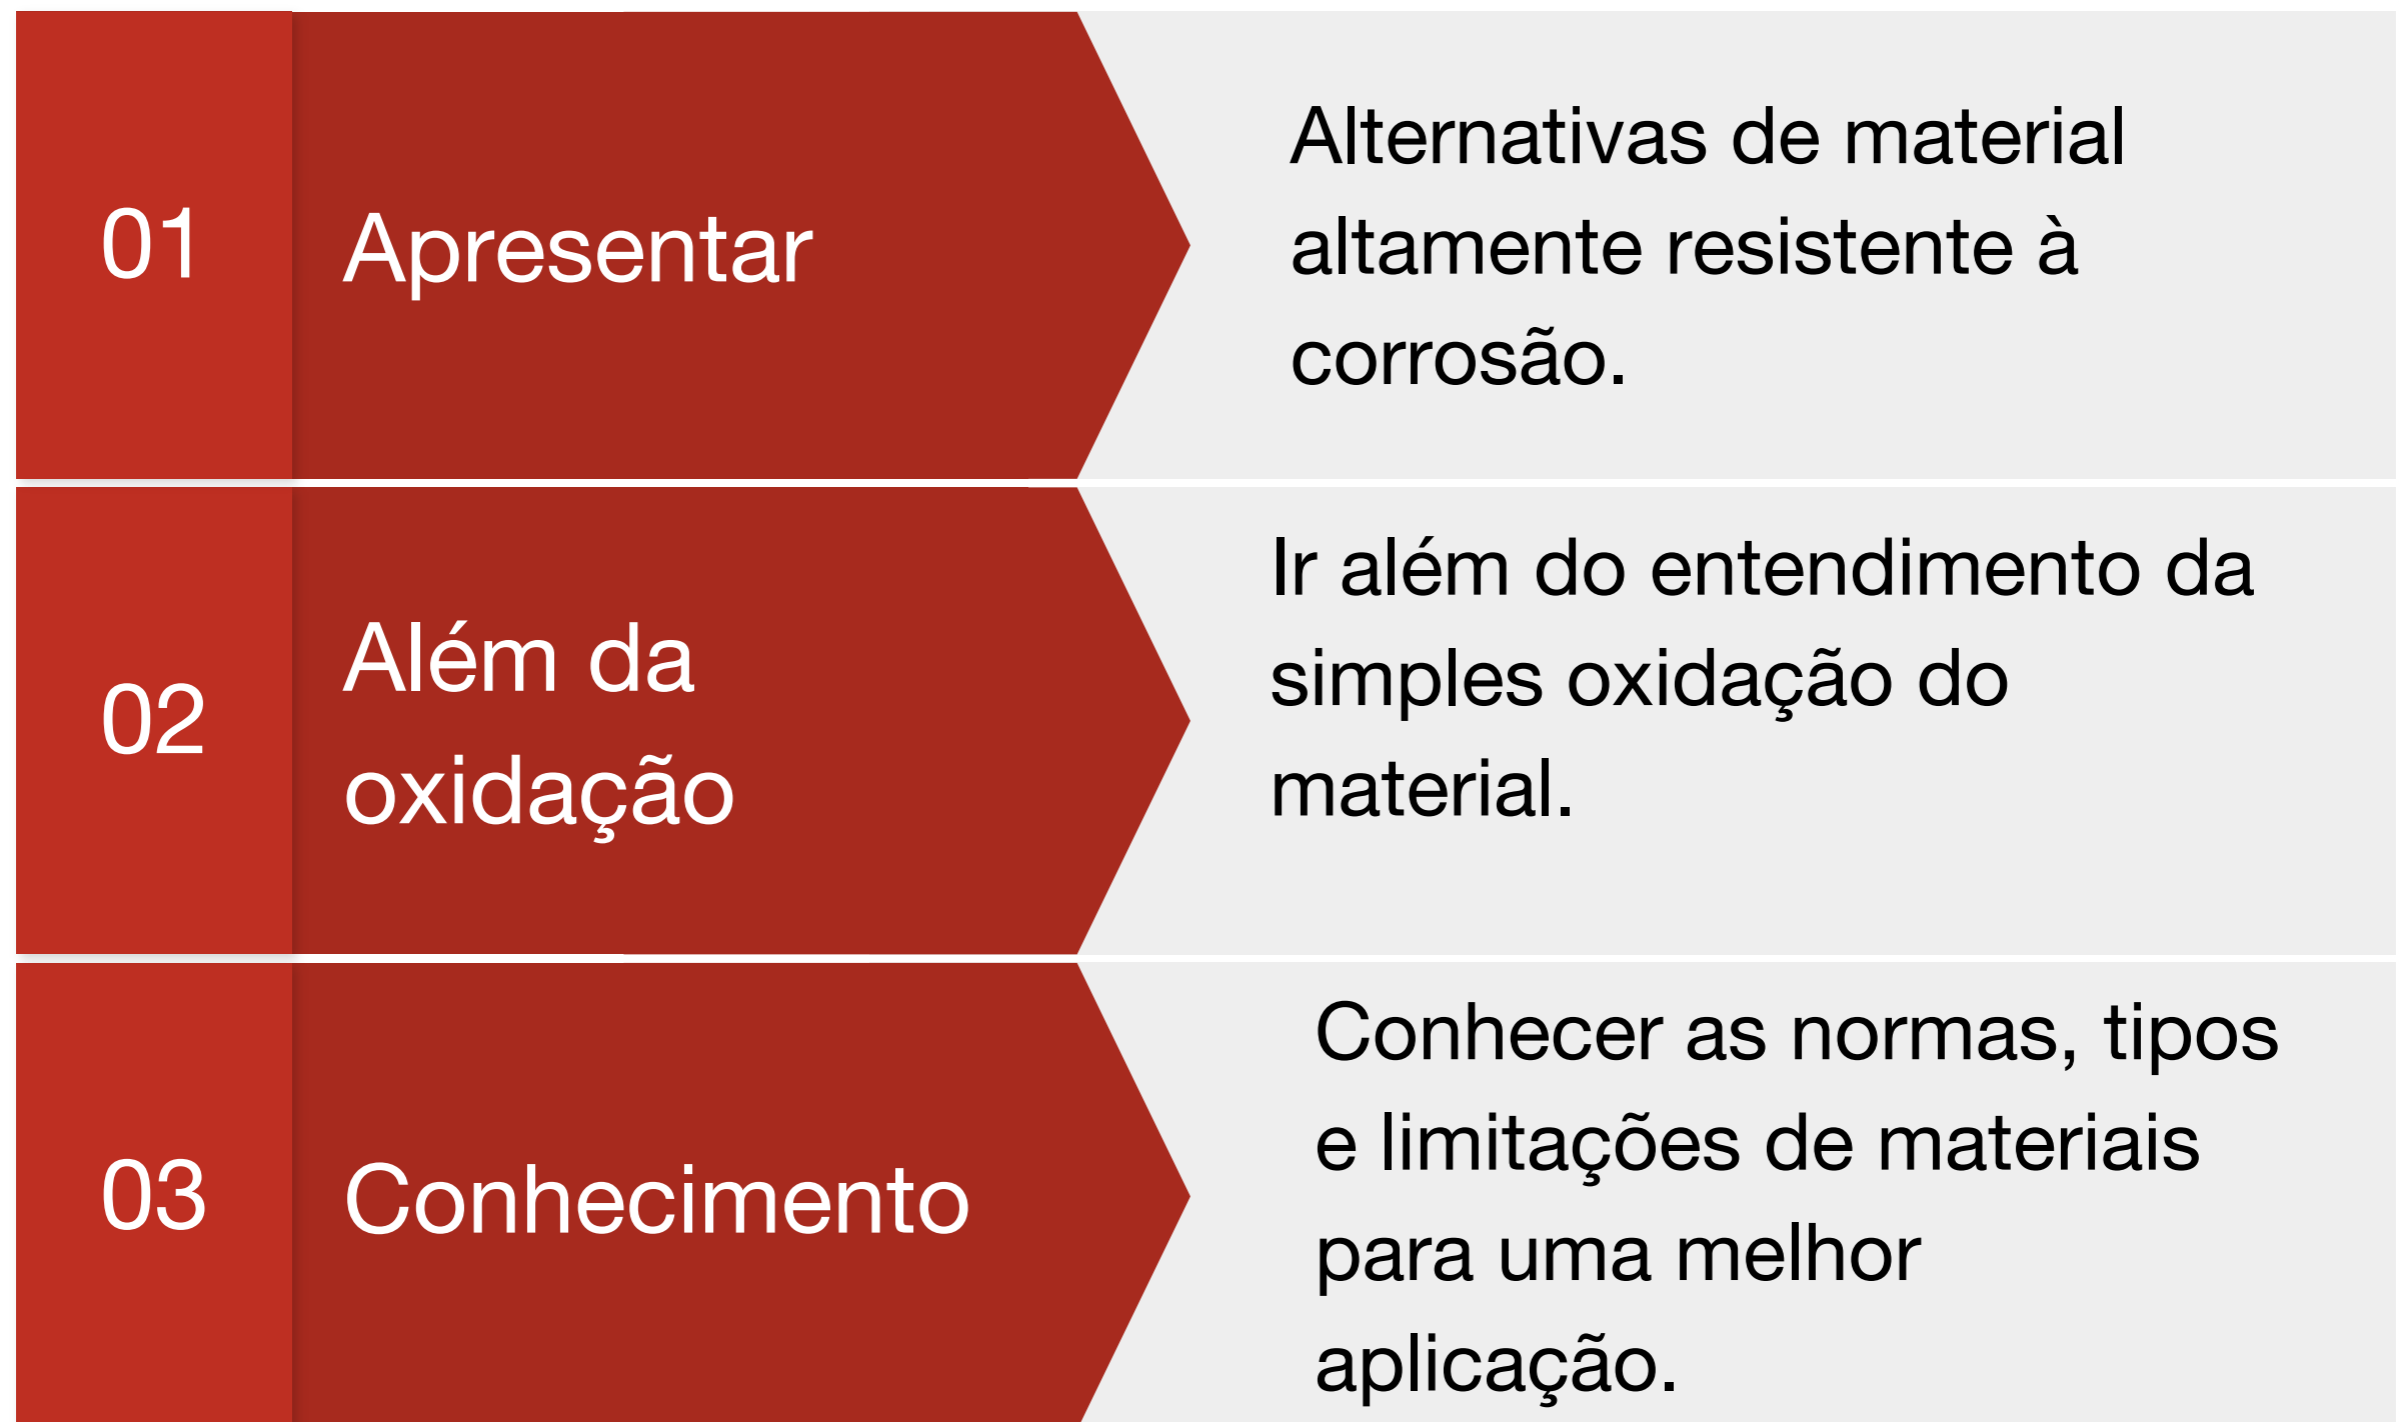 01
Apresentar
Alternativas de material
altamente resistente à
corrosão.
02
Além da
oxidação
Ir além do entendimento da
simples oxidação do
material.
03
Conhecimento
Conhecer as normas, tipos
e limitações de materiais
para uma melhor
aplicação.